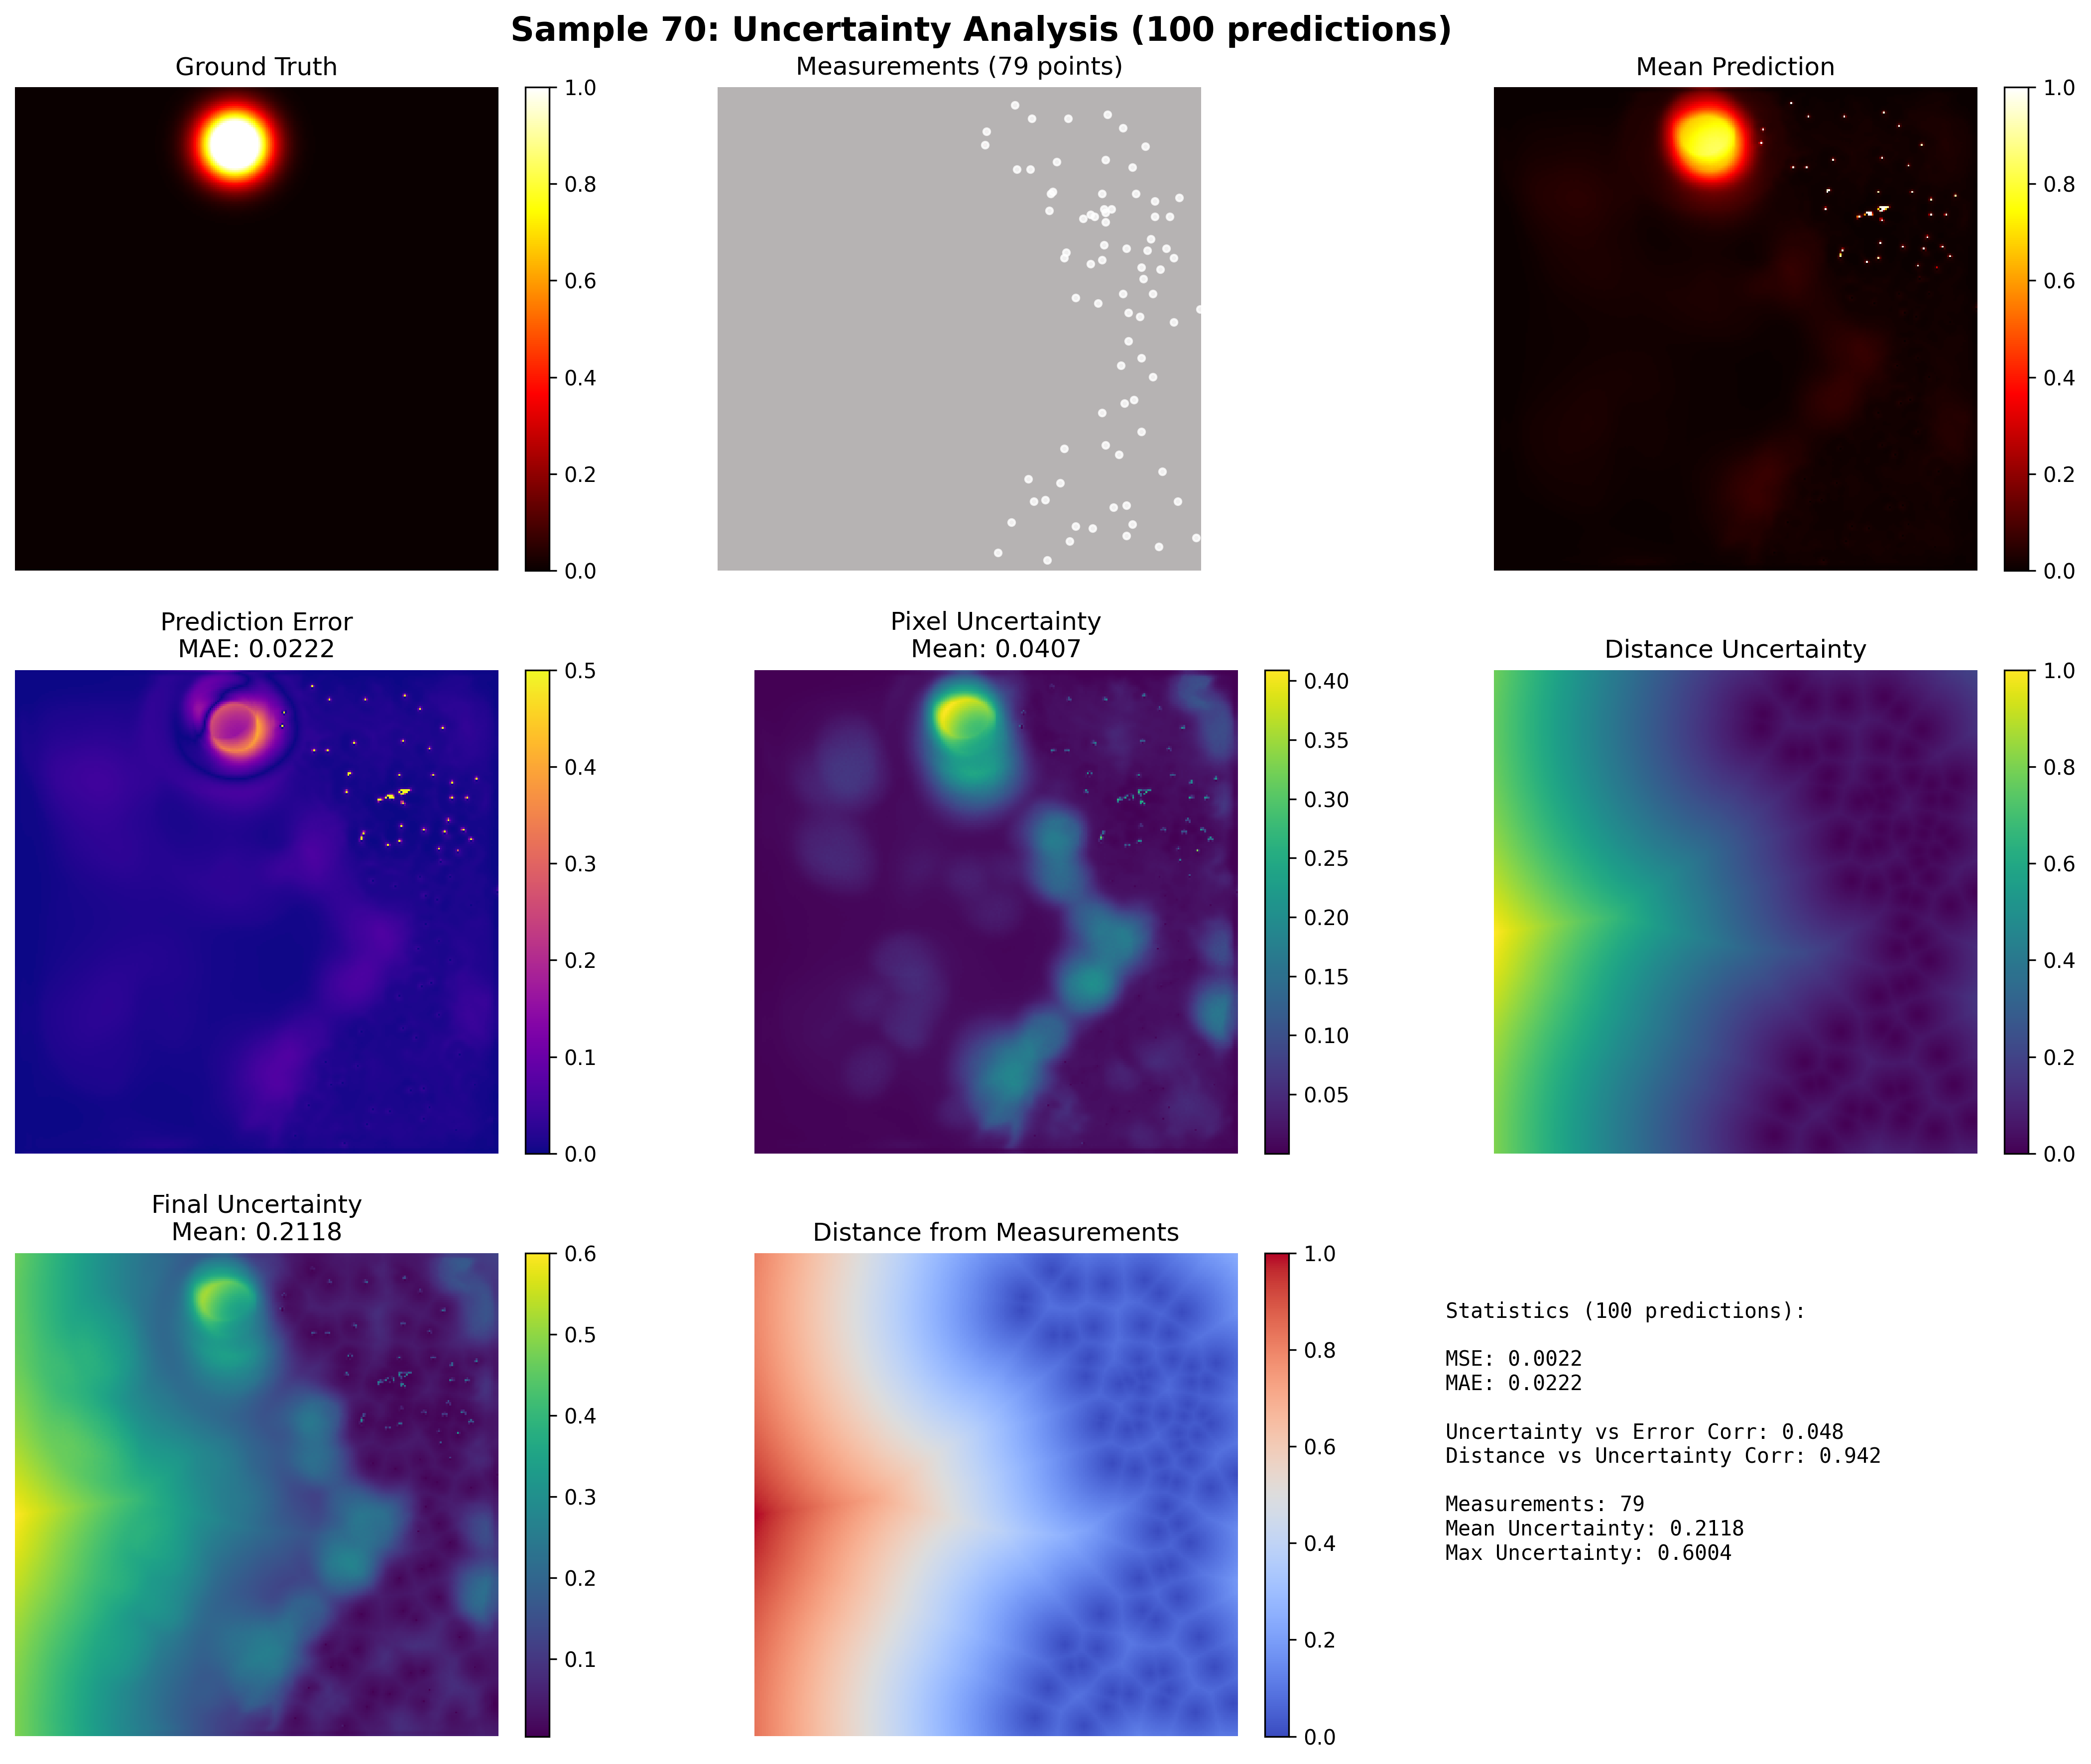 Sample 70: Uncertainty Analysis (100 predictions)
Ground Truth
1.0
0.8
0.6
0.4
0.2
0.0
Measurements (79 points)
Mean Prediction
1.0
0.8
0.6
0.4
0.2
0.0
Prediction Error
MAE: 0.0222
0.5
0.4
0.3
0.2
0.1
0.0
Pixel Uncertainty
Mean: 0.0407
0.40
0.35
0.30
0.25
0.20
0.15
0.10
0.05
Distance Uncertainty
1.0
0.8
0.6
0.4
0.2
0.0
Final Uncertainty
Mean: 0.2118
0.6
0.5
0.4
0.3
0.2
0.1
Distance from Measurements
1.0
0.8
0.6
0.4
0.2
0.0
Statistics (100 predictions):
MSE: 0.0022
MAE: 0.0222
Uncertainty vs Error Corr: 0.048
Distance vs Uncertainty Corr: 0.942
Measurements: 79
Mean Uncertainty: 0.2118
Max Uncertainty: 0.6004